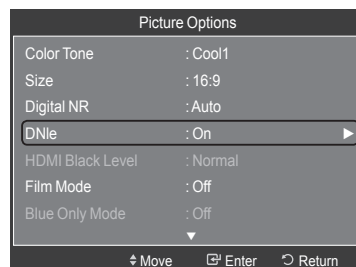 Picture Options
Color Tone : Cool1
Size : 16:9
Digital NR : Auto
DNIe : On
HDMI Black Level : Normal
Film Mode : Off
Blue Only Mode : Off
Move Enter Return